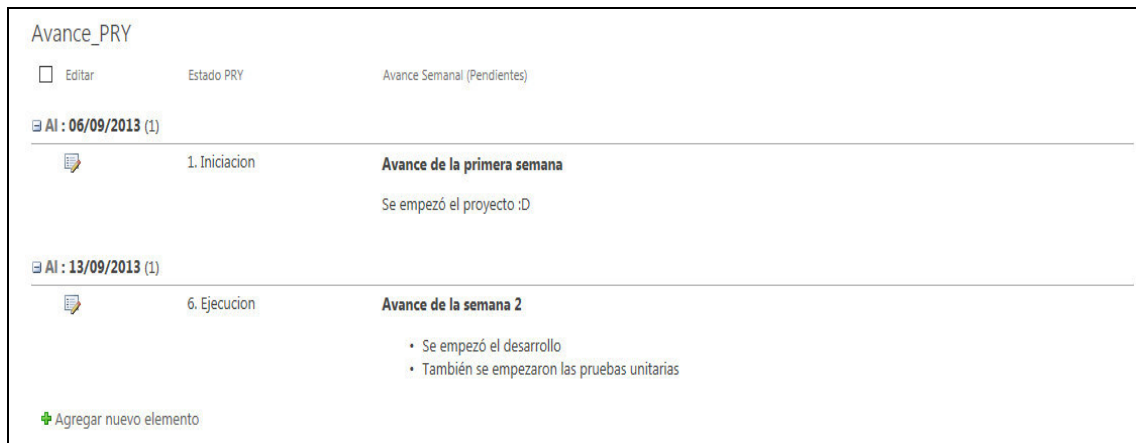 Avance_PRY
Editar Estado PRY Avance Semanal (Pendientes)
Al : 06/09/2013 (1)
1. Iniciacion Avance de la primera semana
Se empezó el proyecto :D
Al : 13/09/2013 (1)
6. Ejecucion Avance de la semana 2
• Se empezó el desarrollo
• También se empezaron las pruebas unitarias
Agregar nuevo elemento